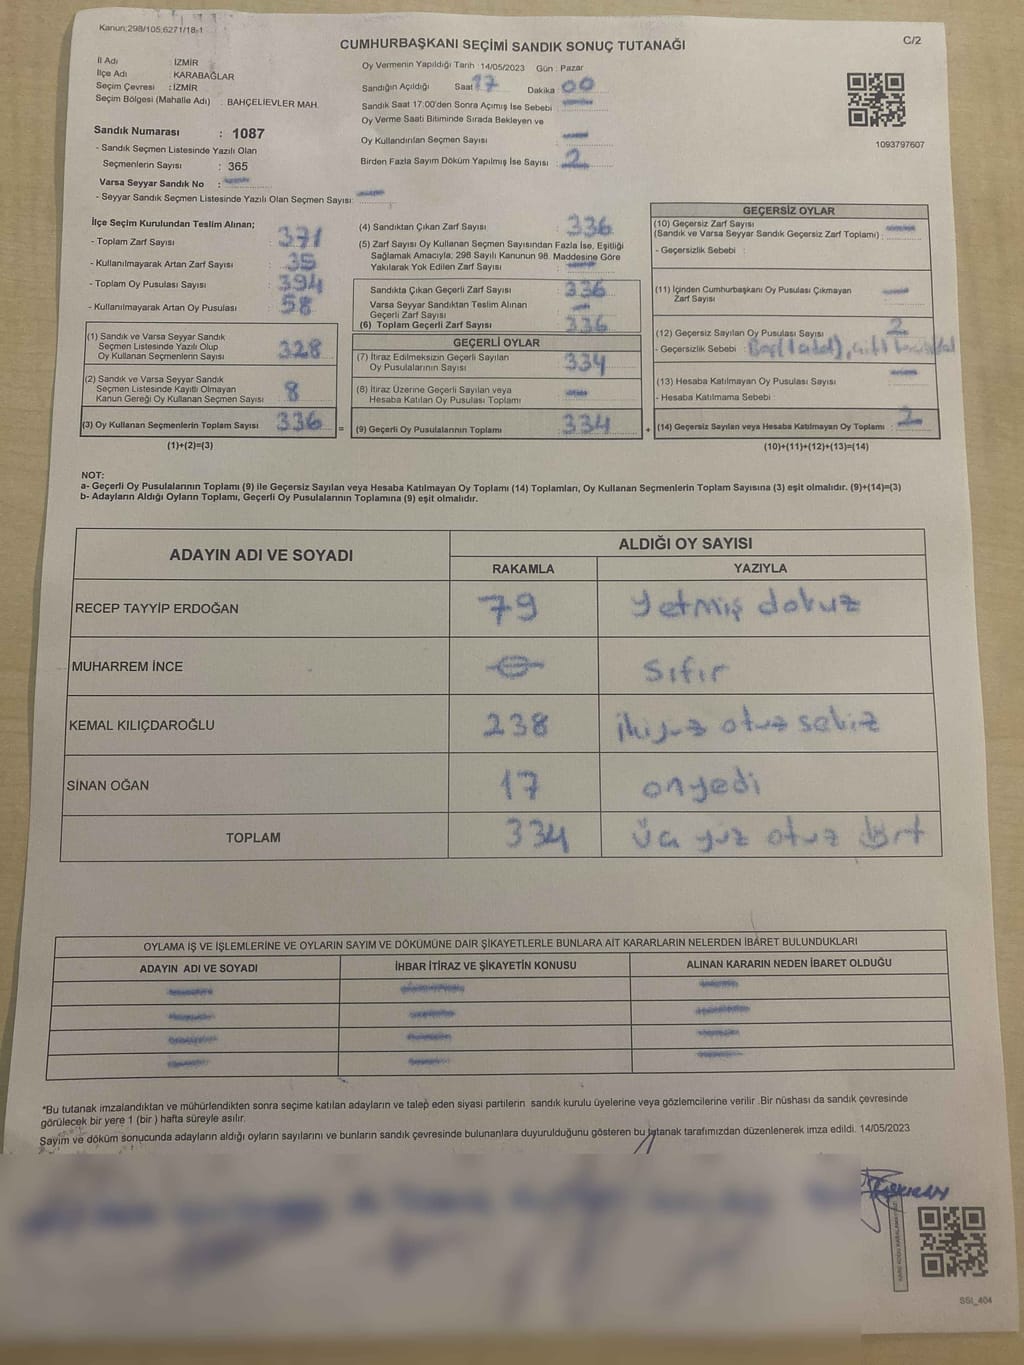 Kanun:298/105,6271/18-1
CUMHURBAŞKANI SEÇİMİ SANDIK SONUÇ TUTANAĞI
C/2
İl Adı : İZMİR
İlçe Adı : KARABAĞLAR
Seçim Çevresi : İZMİR
Seçim Bölgesi (Mahalle Adı) : BAHÇELİEVLER MAH.
Sandık Numarası : 1087
- Sandık Seçmen Listesinde Yazılı Olan
Seçmenlerin Sayısı : 365
Varsa Seyyar Sandık No :
- Seyyar Sandık Seçmen Listesinde Yazılı Olan Seçmen Sayısı:
Oy Vermenin Yapıldığı Tarih :14/05/2023 Gün : Pazar
Sandığın Açıldığı Saat 17 Dakika : 00
Sandık Saat 17:00'den Sonra Açımış İse Sebebi :
Oy Verme Saati Bitiminde Sırada Bekleyen ve
Oy Kullandırılan Seçmen Sayısı :
Birden Fazla Sayım Döküm Yapılmış İse Sayısı : 2
1093797607
İlçe Seçim Kurulundan Teslim Alınan;
- Toplam Zarf Sayısı : 371
- Kullanılmayarak Artan Zarf Sayısı : 35
- Toplam Oy Pusulası Sayısı : 394
- Kullanılmayarak Artan Oy Pusulası : 58
(1) Sandık ve Varsa Seyyar Sandık
Seçmen Listesinde Yazılı Olup
Oy Kullanan Seçmenlerin Sayısı : 328
(2) Sandık ve Varsa Seyyar Sandık
Seçmen Listesinde Kayıtlı Olmayan
Kanun Gereği Oy Kullanan Seçmen Sayısı : 8
(3) Oy Kullanan Seçmenlerin Toplam Sayısı : 336
(1)+(2)=(3)
(4) Sandıktan Çıkan Zarf Sayısı : 336
(5) Zarf Sayısı Oy Kullanan Seçmen Sayısından Fazla İse, Eşitliği
Sağlamak Amacıyla, 298 Sayılı Kanunun 98. Maddesine Göre
Yakılarak Yok Edilen Zarf Sayısı :
Sandıkta Çıkan Geçerli Zarf Sayısı : 336
Varsa Seyyar Sandıktan Teslim Alınan
Geçerli Zarf Sayısı :
(6) Toplam Geçerli Zarf Sayısı : 336
GEÇERLİ OYLAR
(7) İtiraz Edilmeksizin Geçerli Sayılan
Oy Pusulalarının Sayısı : 334
(8) İtiraz Üzerine Geçerli Sayılan veya
Hesaba Katılan Oy Pusulası Toplamı :
= (9) Geçerli Oy Pusulalarının Toplamı : 334
GEÇERSİZ OYLAR
(10) Geçersiz Zarf Sayısı
(Sandık ve Varsa Seyyar Sandık Geçersiz Zarf Toplamı) :
- Geçersizlik Sebebi :
(11) İçinden Cumhurbaşkanı Oy Pusulası Çıkmayan
Zarf Sayısı :
(12) Geçersiz Sayılan Oy Pusulası Sayısı : 2
- Geçersizlik Sebebi : Boş(1 adet),
(13) Hesaba Katılmayan Oy Pusulası Sayısı :
- Hesaba Katılmama Sebebi :
+ (14) Geçersiz Sayılan veya Hesaba Katılmayan Oy Toplamı : 2
(10)+(11)+(12)+(13)=(14)
NOT:
a- Geçerli Oy Pusulalarının Toplamı (9) ile Geçersiz Sayılan veya Hesaba Katılmayan Oy Toplamı (14) Toplamları, Oy Kullanan Seçmenlerin Toplam Sayısına (3) eşit olmalıdır. (9)+(14)=(3)
b- Adayların Aldığı Oyların Toplamı, Geçerli Oy Pusulalarının Toplamına (9) eşit olmalıdır.
ADAYIN ADI VE SOYADI
ALDIĞI OY SAYISI
RAKAMLA YAZIYLA
RECEP TAYYİP ERDOĞAN 79 yetmiş dokuz
MUHARREM İNCE 0 sıfır
KEMAL KILIÇDAROĞLU 238 ikiyüz otuz sekiz
SİNAN OĞAN 17 onyedi
TOPLAM 334 üç yüz otuz dört
OYLAMA İŞ VE İŞLEMLERİNE VE OYLARIN SAYIM VE DÖKÜMÜNE DAİR ŞİKAYETLERLE BUNLARA AİT KARARLARIN NELERDEN İBARET BULUNDUKLARI
ADAYIN ADI VE SOYADI İHBAR İTİRAZ VE ŞİKAYETİN KONUSU ALINAN KARARIN NEDEN İBARET OLDUĞU
*Bu tutanak imzalandıktan ve mühürlendikten sonra seçime katılan adayların ve talep eden siyasi partilerin sandık kurulu üyelerine veya gözlemcilerine verilir .Bir nüshası da sandık çevresinde
görülecek bir yere 1 (bir ) hafta süreyle asılır.
Sayım ve döküm sonucunda adayların aldığı oyların sayılarını ve bunların sandık çevresinde bulunanlara duyurulduğunu gösteren bu tutanak tarafımızdan düzenlenerek imza edildi. 14/05/2023
SSI_404